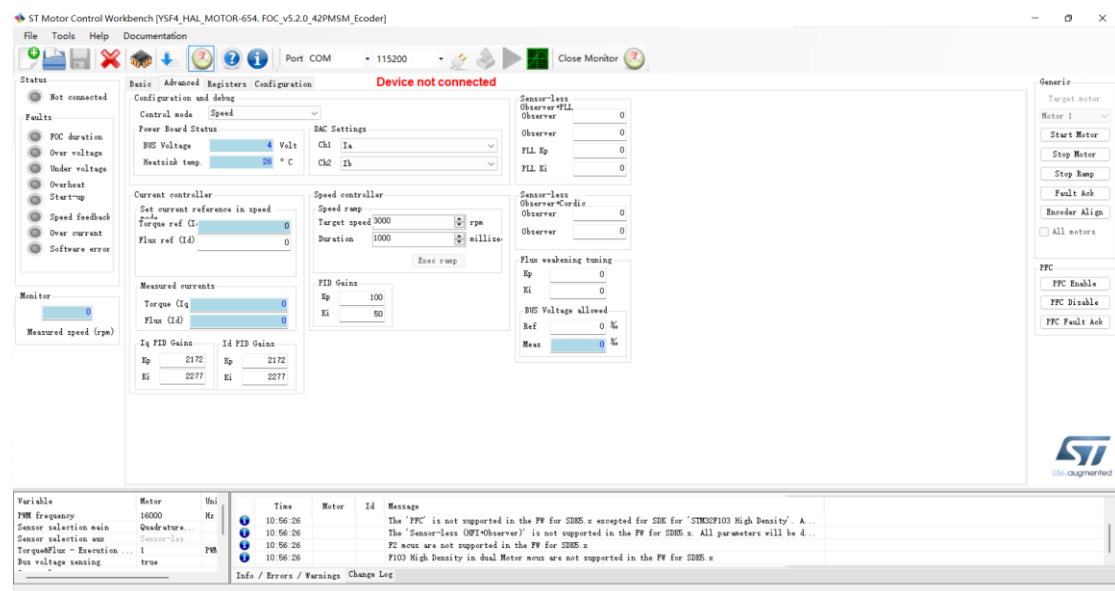 ST Motor Control Workbench [YSF4_HAL_MOTOR-654. FOC_v5.2.0_42PMSM_Ecoder]
File Tools Help Documentation
Port COM 115200 Close Monitor
Status
Not connected
Faults
FOC duration
Over voltage
Under voltage
Overheat
Start-up
Speed feedback
Over current
Software error
Monitor
0
Measured speed (rpm)
Basic Advanced Registers Configuration
Device not connected
Configuration and debug
Control mode Speed
Power Board Status
BUS Voltage 4 Volt
Heatsink temp. 26 ° C
DAC Settings
Ch1 Ia
Ch2 Ib
Current controller
Set current reference in speed
Torque ref (I 0
Flux ref (Id) 0
Measured currents
Torque (Iq 0
Flux (Id) 0
Iq PID Gains
Kp 2172
Ki 2277
Id PID Gains
Kp 2172
Ki 2277
Speed controller
Speed ramp
Target speed 3000 rpm
Duration 1000 millise
Exec ramp
PID Gains
Kp 100
Ki 50
Sensor-less
Observer+PLL
Observer 0
Observer 0
PLL Kp 0
PLL Ki 0
Sensor-less
Observer+Cordic
Observer 0
Observer 0
Flux weakening tuning
Kp 0
Ki 0
BUS Voltage allowed
Ref 0 ‰
Meas 0 ‰
Generic
Target motor
Motor 1
Start Motor
Stop Motor
Stop Ramp
Fault Ack
Encoder Align
All motors
PFC
PFC Enable
PFC Disable
PFC Fault Ack
ST
life.augmented
Variable Motor Uni
PWM frequency 16000 Hz
Sensor selection main Quadrature...
Sensor selection aux Sensor-les...
Torque&Flux - Execution ... 1 PWM
Bus voltage sensing true
Time Motor Id Message
10:56:26 The 'PFC' is not supported in the FW for SDK5.x excepted for SDK for 'STM32F103 High Density'. A...
10:56:26 The 'Sensor-less (HFI+Observer)' is not supported in the FW for SDK5.x. All parameters will be d...
10:56:26 F2 mcus are not supported in the FW for SDK5.x
10:56:26 F103 High Density in dual Motor mcus are not supported in the FW for SDK5.x
Info / Errors / Warnings Change Log